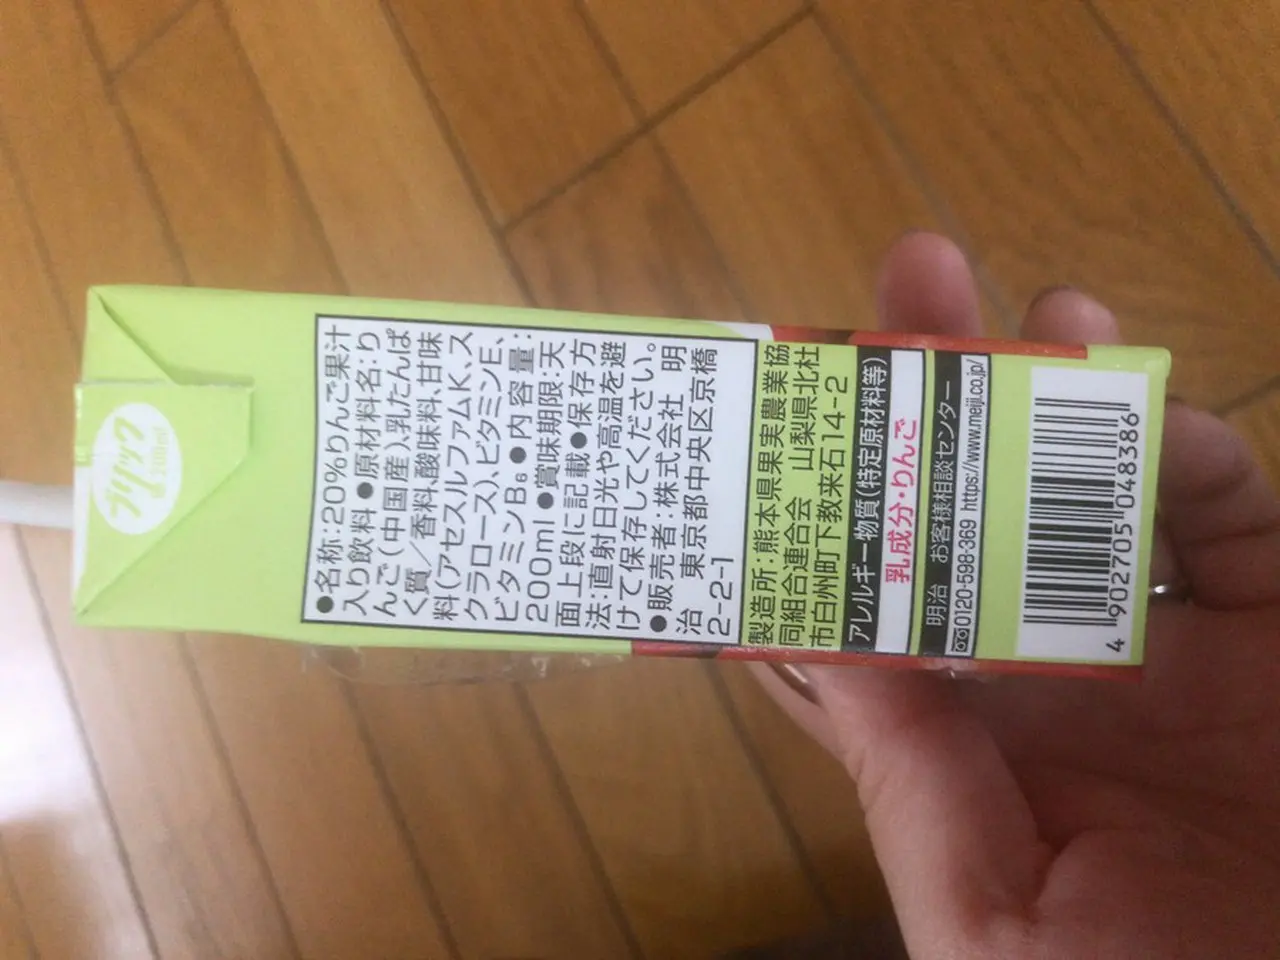 ブリック
200ml
●名称:20%りんご果汁
入り飲料●原材料名:り
んご(中国産)、乳たんぱ
く質/香料、酸味料、甘味
料(アセスルファムK、ス
クラロース)、ビタミンE、
ビタミンB₆●内容量:
200ml●賞味期限:天
面上段に記載●保存方
法:直射日光や高温を避
けて保存してください。
●販売者:株式会社 明
治 東京都中央区京橋
2-2-1
製造所:熊本県果実農業協
同組合連合会 山梨県北杜
市白州町下教来石14-2
アレルギー物質(特定原材料等)
乳成分・りんご
明治 お客様相談センター
0120-598-369 https://www.meiji.co.jp/
4 902705 048386